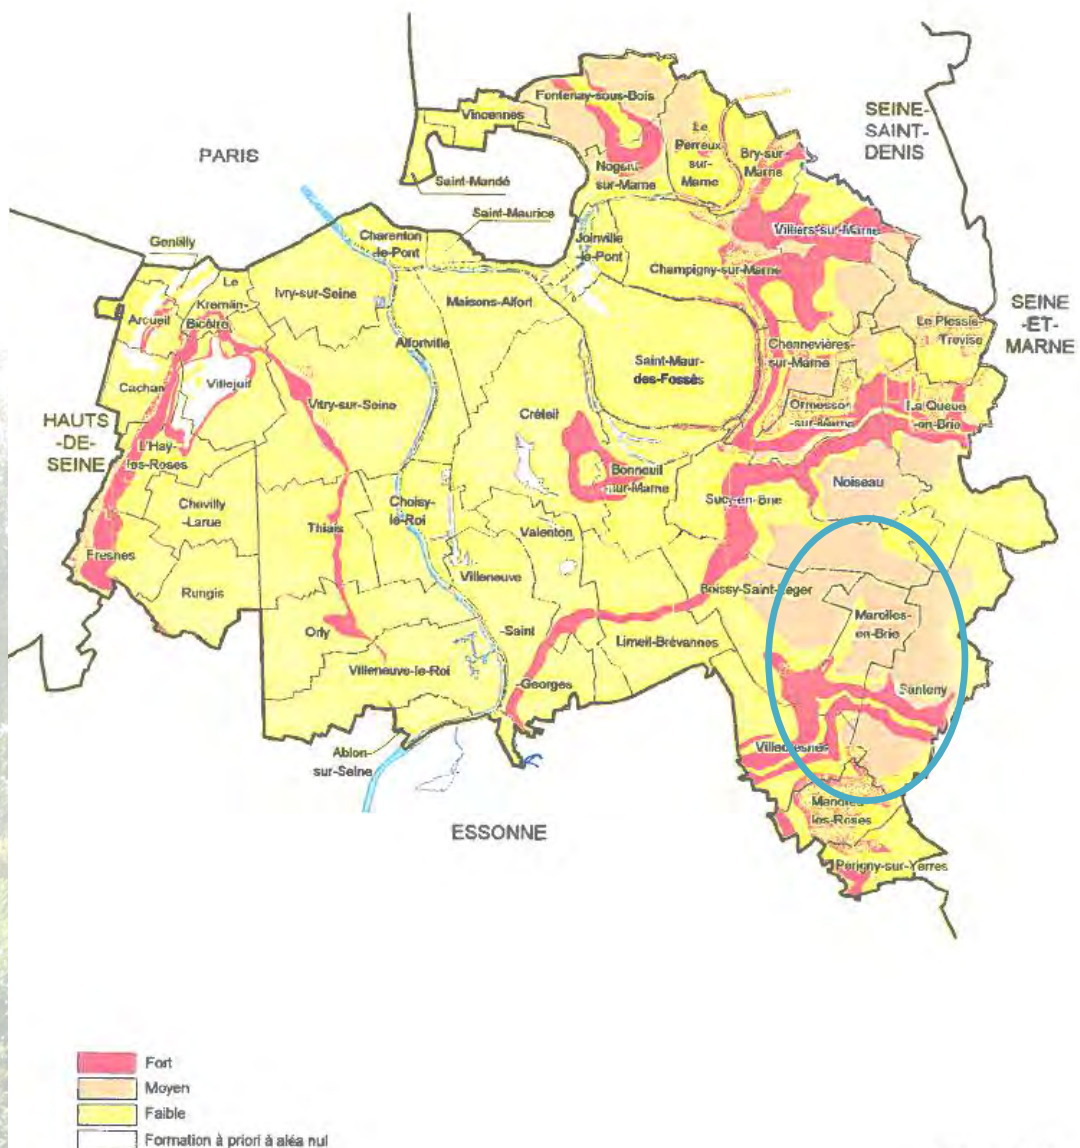 Fontenay-sous-Bois
Vincennes
SEINE-
SAINT-
DENIS
PARIS
Le
Perreux
sur-
Marne
Bry-sur-
Marne
Nogent
-sur-Marne
Saint-Mandé
Saint-Maurice
Gentilly
Charenton
-le-Pont
Joinville
-le-Pont
Villiers-sur-Marne
Champigny-sur-Marne
Le
Kremlin-
Bicêtre
Ivry-sur-Seine
Maisons-Alfort
SEINE
-ET-
MARNE
Arcueil
Alfortville
Le Plessis-
Trevise
Chennevières-
sur-Marne
Saint-Maur-
des-Fossés
Cachan
Villejuif
Vitry-sur-Seine
Créteil
Ormesson
-sur-Marne
La Queue
-en-Brie
HAUTS
-DE-
SEINE
L'Hay-
les-Roses
Bonneuil
-sur-Marne
Sucy-en-Brie
Noiseau
Chevilly
-Larue
Choisy-
le-Roi
Thiais
Valenton
Fresnes
Rungis
Villeneuve
-Saint
-Georges
Boissy-Saint-Leger
Marolles-
en-Brie
Orly
Limeil-Brévannes
Villeneuve-le-Roi
Santeny
Ablon-
sur-Seine
Villecresnes
ESSONNE
Mandres
-les-Roses
Périgny-sur-Yerres
Fort
Moyen
Faible
Formation à priori à aléa nul